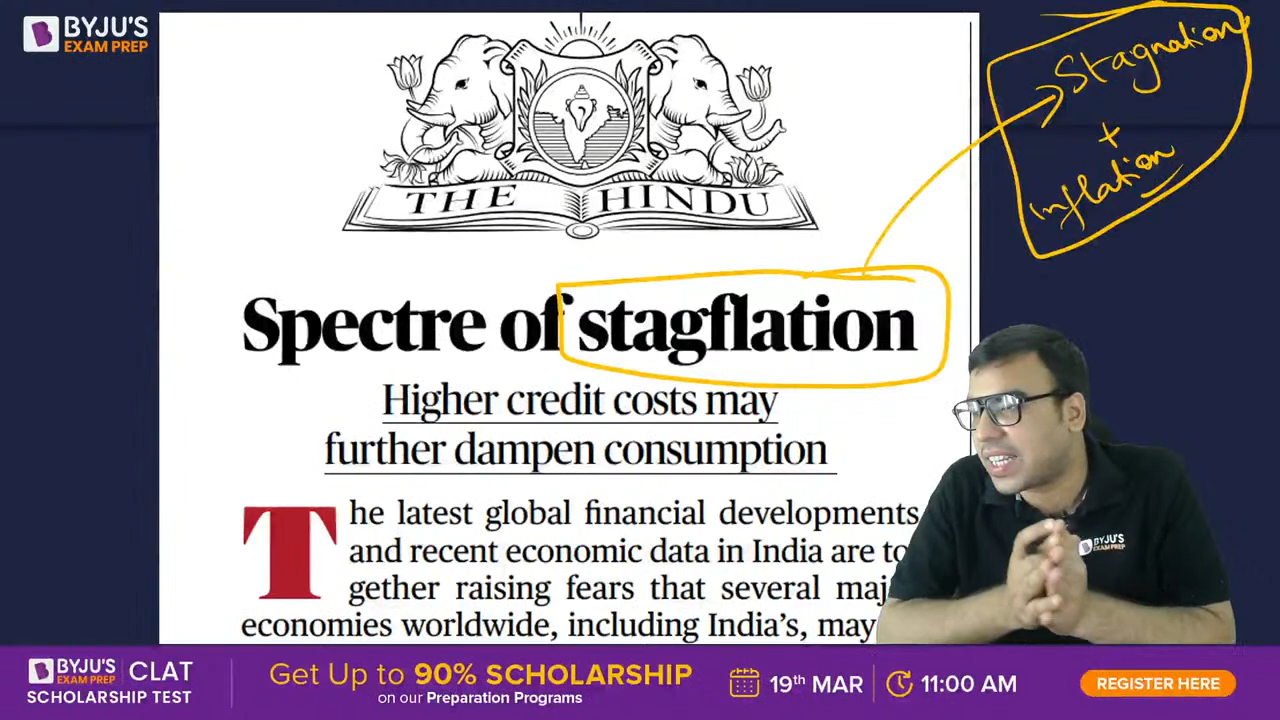 BYJU'S
EXAM PREP
Stagnation
+
inflation
THE HINDU
Spectre of stagflation
Higher credit costs may
further dampen consumption
The latest global financial developments
and recent economic data in India are to
gether raising fears that several maj
economies worldwide, including India's, may
BYJU'S
EXAM PREP
BYJU'S
EXAM PREP
CLAT
SCHOLARSHIP TEST
Get Up to 90% SCHOLARSHIP
on our Preparation Programs
19th MAR
11:00 AM
REGISTER HERE